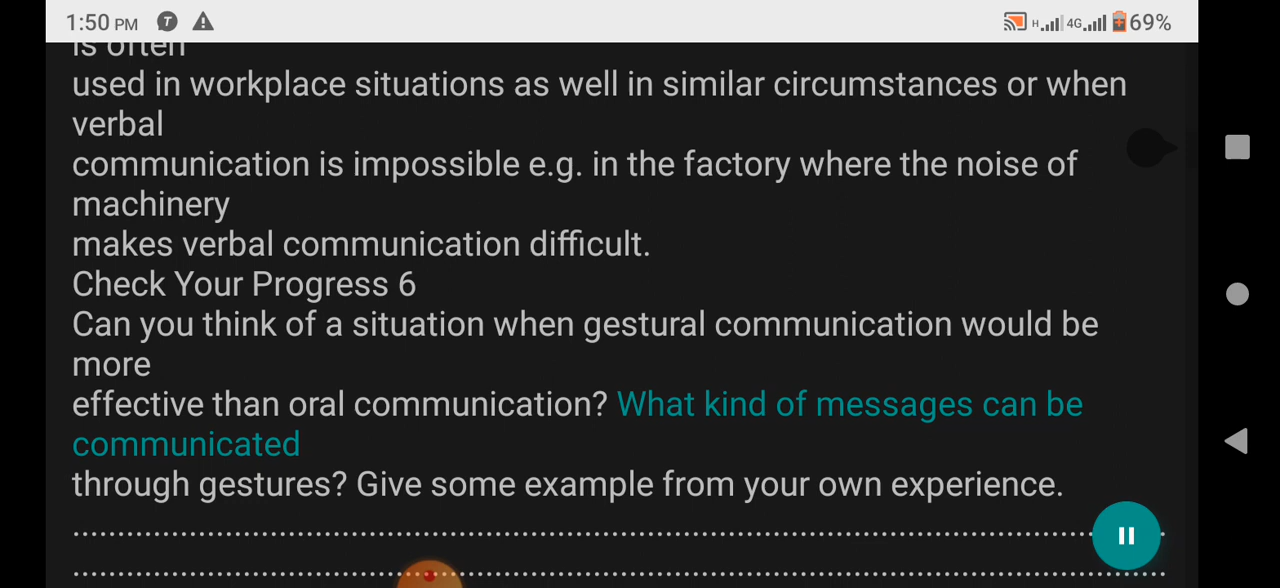 1:50 PM
H 4G 69%
is often
used in workplace situations as well in similar circumstances or when
verbal
communication is impossible e.g. in the factory where the noise of
machinery
makes verbal communication difficult.
Check Your Progress 6
Can you think of a situation when gestural communication would be
more
effective than oral communication? What kind of messages can be
communicated
through gestures? Give some example from your own experience.
................................................................................................................................
................................................................................................................................